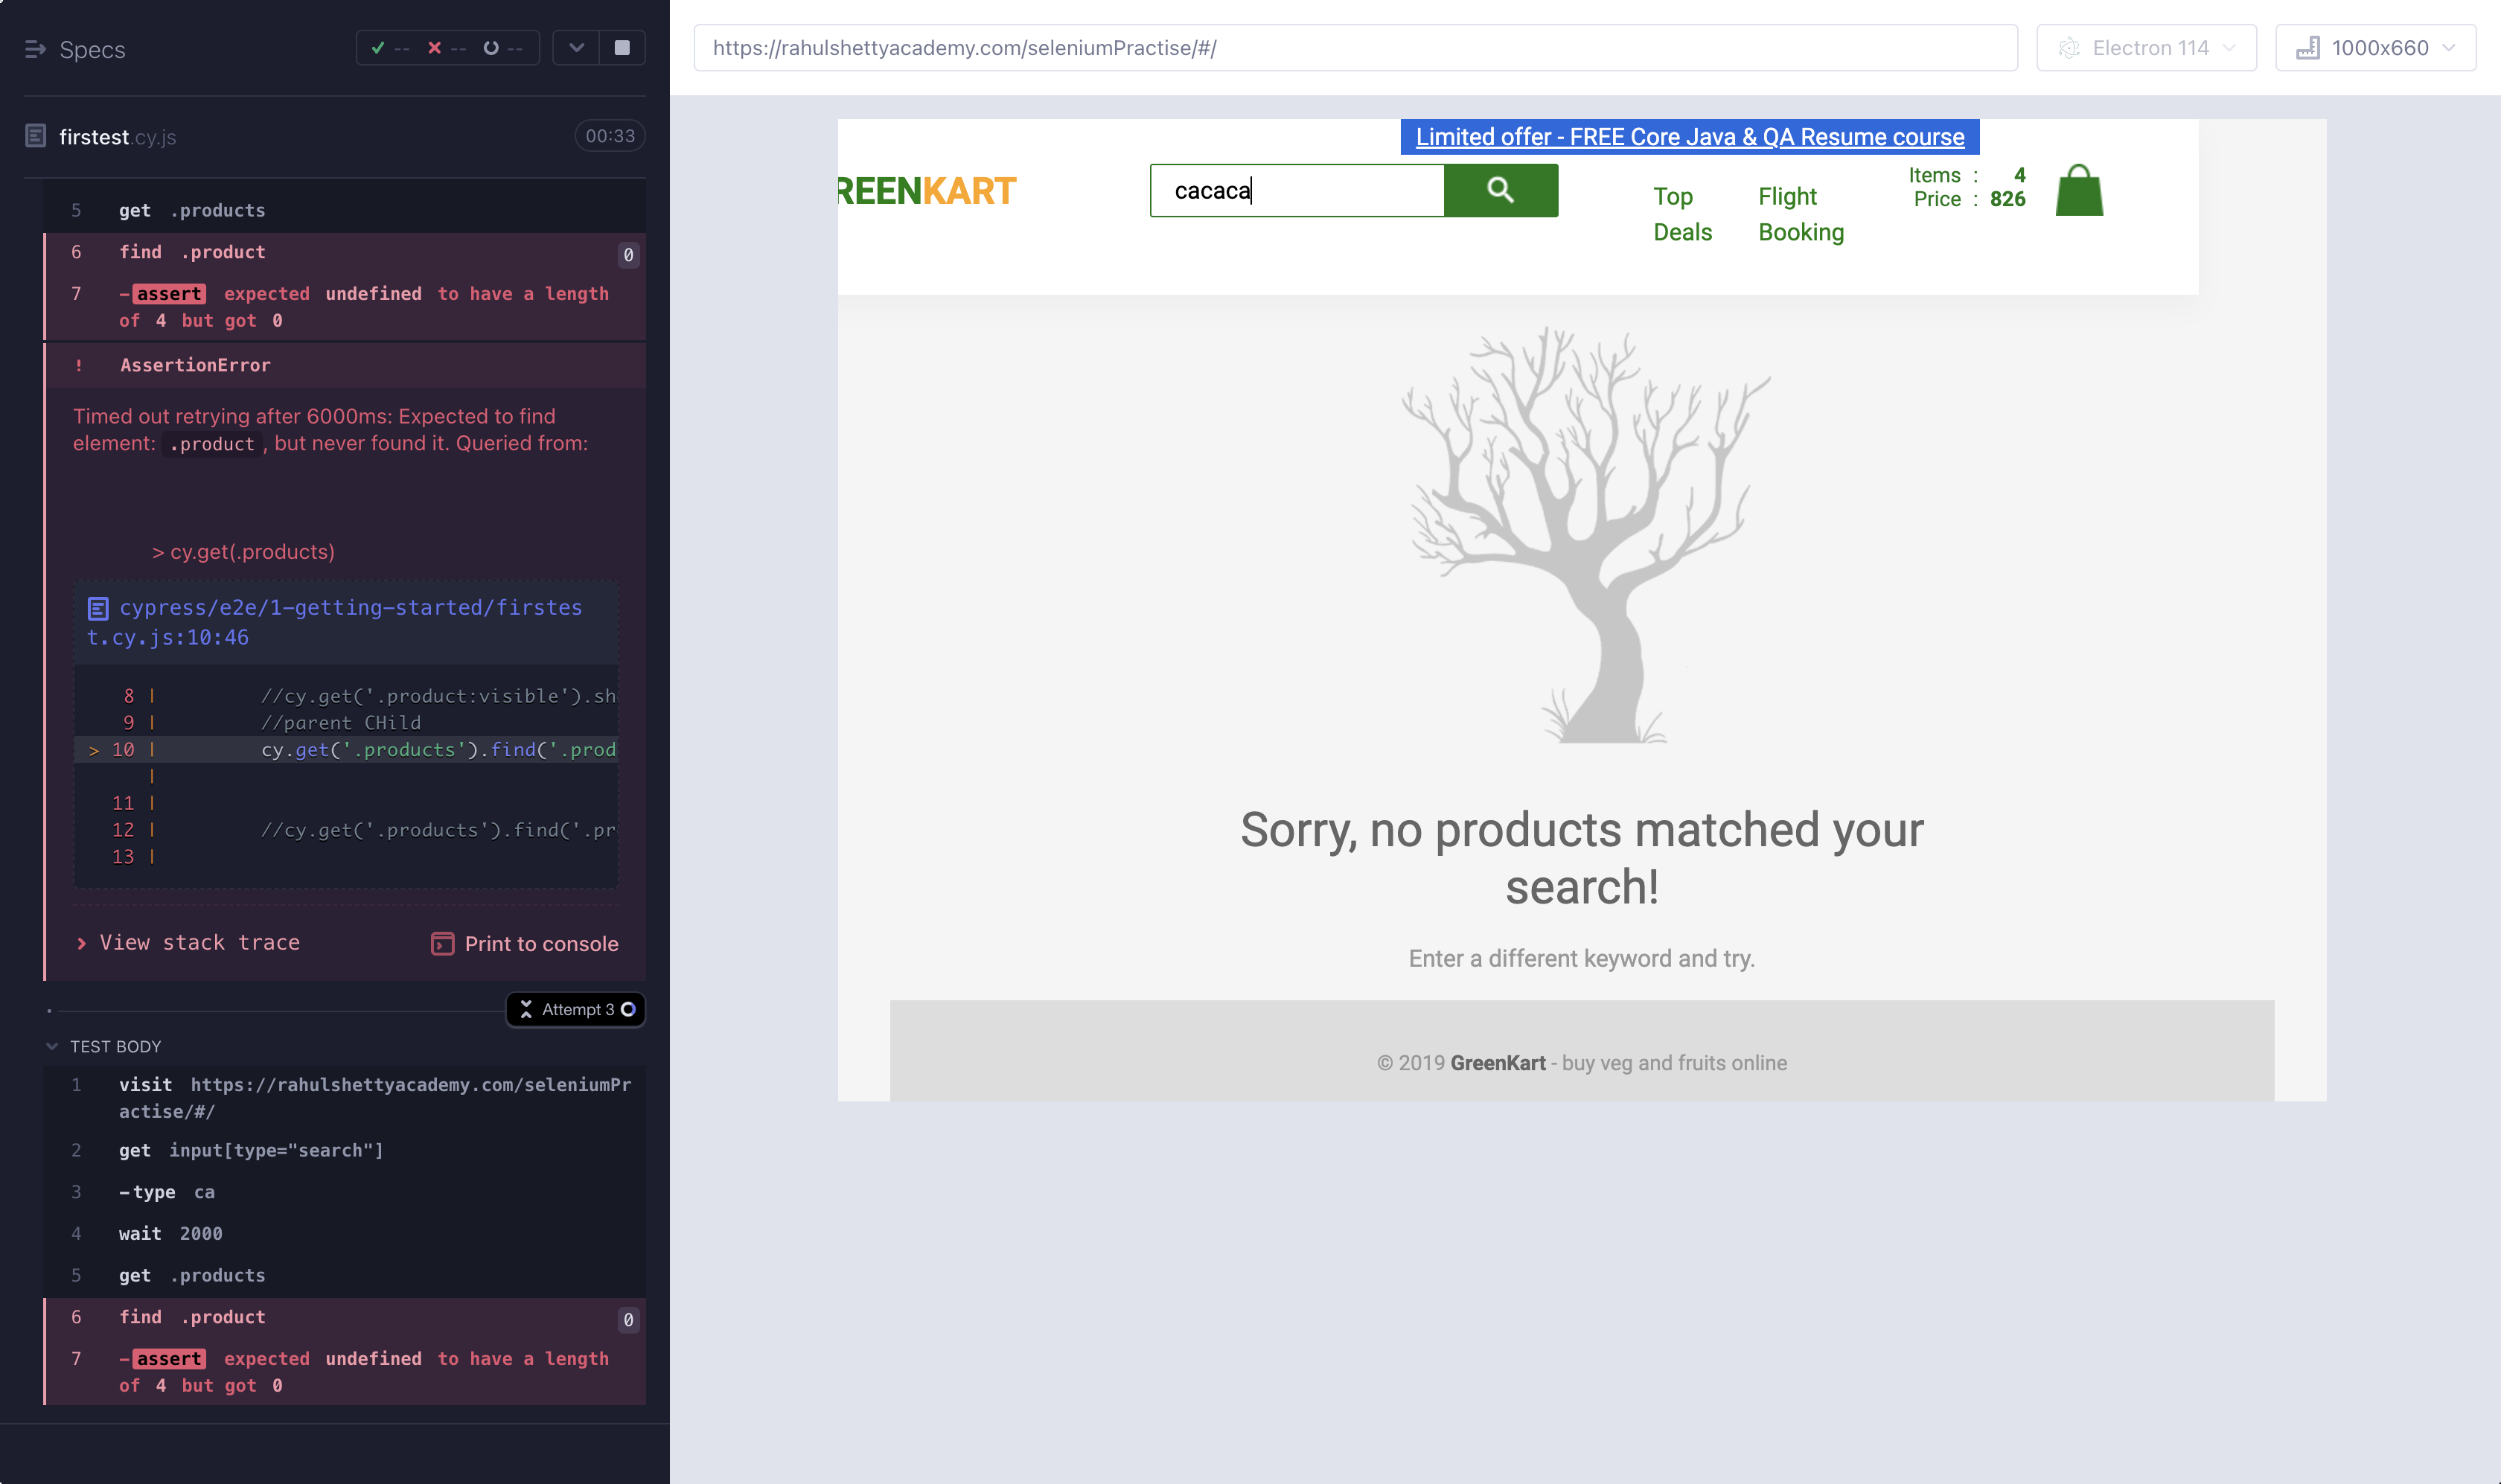 Specs
-- -- --
firstest.cy.js 00:33
5 get .products
6 find .product 0
7 -assert expected undefined to have a length
of 4 but got 0
! AssertionError
Timed out retrying after 6000ms: Expected to find
element: .product, but never found it. Queried from:
> cy.get(.products)
cypress/e2e/1-getting-started/firstes
t.cy.js:10:46
8 | //cy.get('.product:visible').sh
9 | //parent CHild
> 10 | cy.get('.products').find('.prod
|
11 |
12 | //cy.get('.products').find('.pr
13 |
View stack trace Print to console
Attempt 3
TEST BODY
1 visit https://rahulshettyacademy.com/seleniumPr
actise/#/
2 get input[type="search"]
3 -type ca
4 wait 2000
5 get .products
6 find .product 0
7 -assert expected undefined to have a length
of 4 but got 0
https://rahulshettyacademy.com/seleniumPractise/#/ Electron 114 1000x660
Limited offer - FREE Core Java & QA Resume course
REENKART cacaca
Top Deals
Flight Booking
Items : 4
Price : 826
Sorry, no products matched your
search!
Enter a different keyword and try.
© 2019 GreenKart - buy veg and fruits online